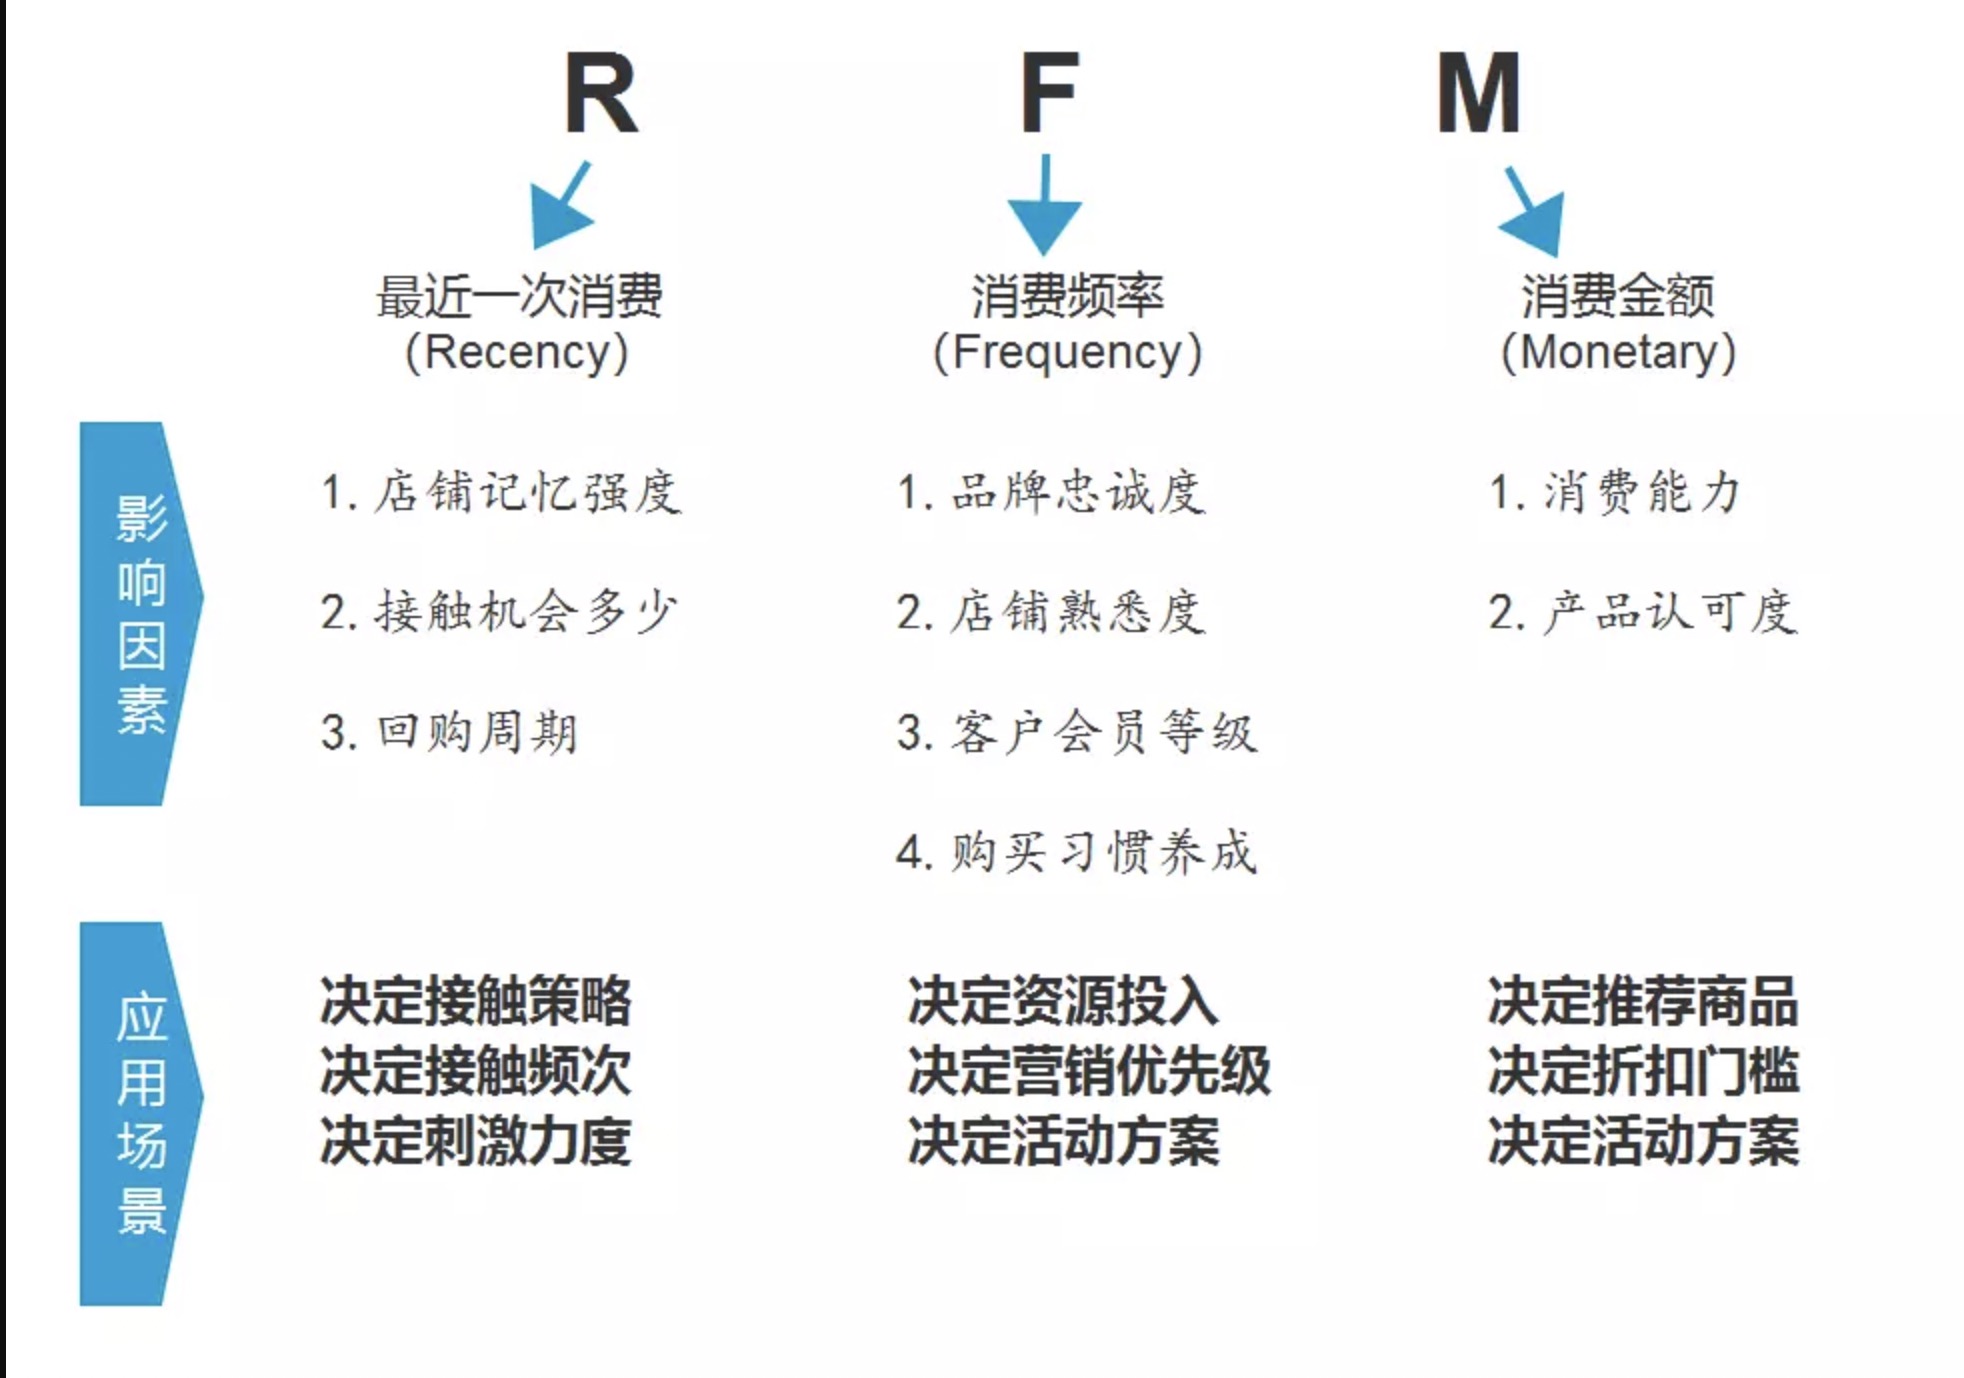 R
F
M
最近一次消费
（Recency）
消费频率
（Frequency）
消费金额
（Monetary）
影响因素
1. 店铺记忆强度
2. 接触机会多少
3. 回购周期
1. 品牌忠诚度
2. 店铺熟悉度
3. 客户会员等级
4. 购买习惯养成
1. 消费能力
2. 产品认可度
应用场景
决定接触策略
决定接触频次
决定刺激力度
决定资源投入
决定营销优先级
决定活动方案
决定推荐商品
决定折扣门槛
决定活动方案